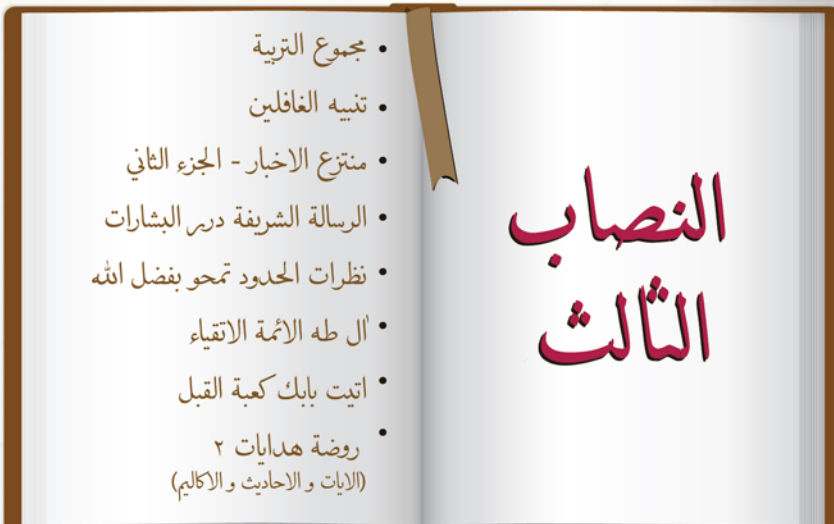 النصاب
الثالث
• مجموع التربية
• تنبيه الغافلين
• منتزع الاخبار - الجزء الثاني
• الرسالة الشريفة درر البشارات
• نظرات الحدود تمحو بفضل الله
• اٰل طه الائمة الاتقياء
• اتيت بابك كعبة القبل
• روضة هدايات ٢
(الايات و الاحاديث و الاكاليم)